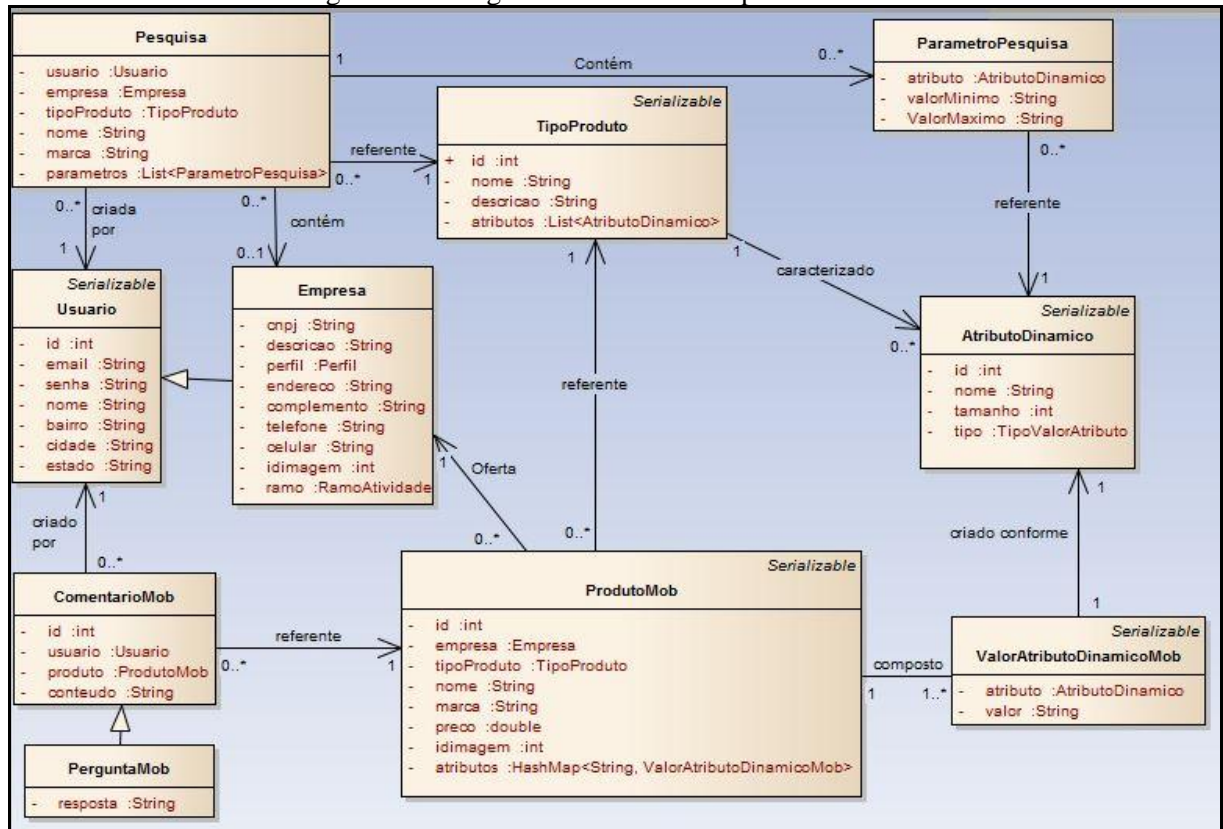 Pesquisa
- usuario :Usuario
- empresa :Empresa
- tipoProduto :TipoProduto
- nome :String
- marca :String
- parametros :List<ParametroPesquisa>
1
Contém
0..*
ParametroPesquisa
- atributo :AtributoDinamico
- valorMinimo :String
- ValorMaximo :String
Serializable
TipoProduto
+ id :int
- nome :String
- descricao :String
- atributos :List<AtributoDinamico>
referente
0..*
1
0..*
criada
por
1
0..*
contém
0..1
0..*
referente
1
1
caracterizado
0..*
Serializable
Usuario
- id :int
- email :String
- senha :String
- nome :String
- bairro :String
- cidade :String
- estado :String
Empresa
- cnpj :String
- descricao :String
- perfil :Perfil
- endereco :String
- complemento :String
- telefone :String
- celular :String
- idimagem :int
- ramo :RamoAtividade
Serializable
AtributoDinamico
- id :int
- nome :String
- tamanho :int
- tipo :TipoValorAtributo
1
referente
0..*
1
Oferta
0..*
1
criado
por
0..*
1
criado conforme
1
ComentarioMob
- id :int
- usuario :Usuario
- produto :ProdutoMob
- conteudo :String
referente
0..*
1
Serializable
ProdutoMob
- id :int
- empresa :Empresa
- tipoProduto :TipoProduto
- nome :String
- marca :String
- preco :double
- idimagem :int
- atributos :HashMap<String, ValorAtributoDinamicoMob>
composto
1
1..*
Serializable
ValorAtributoDinamicoMob
- atributo :AtributoDinamico
- valor :String
PerguntaMob
- resposta :String